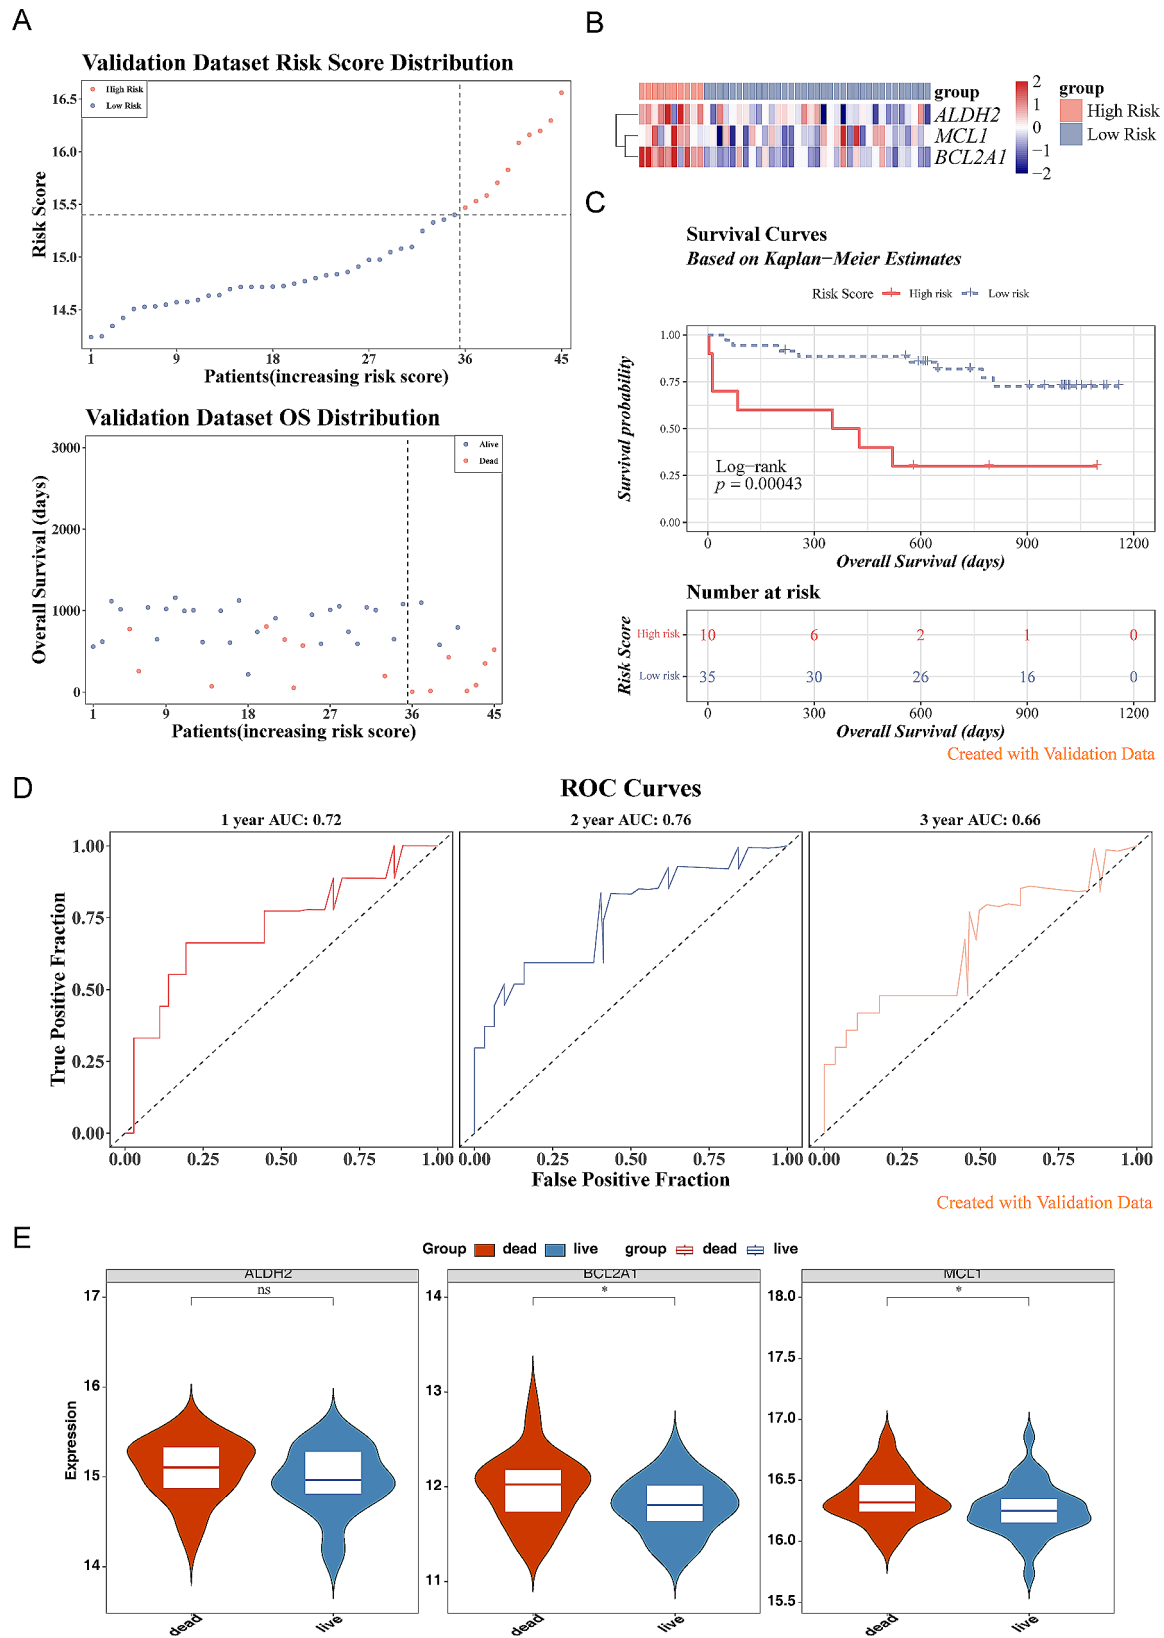 A
Validation Dataset Risk Score Distribution
High Risk
Low Risk
16.5
16.0
15.5
15.0
14.5
Risk Score
1 9 18 27 36 45
Patients(increasing risk score)
Validation Dataset OS Distribution
Alive
Dead
3000
2000
1000
0
Overall Survival (days)
1 9 18 27 36 45
Patients(increasing risk score)
B
group
ALDH2
MCL1
BCL2A1
2
1
0
−1
−2
group
High Risk
Low Risk
C
Survival Curves
Based on Kaplan−Meier Estimates
Risk Score High risk Low risk
1.00
0.75
0.50
0.25
0.00
Survival probability
Log−rank
p = 0.00043
0 300 600 900 1200
Overall Survival (days)
Number at risk
Risk Score
High risk 10 6 2 1 0
Low risk 35 30 26 16 0
0 300 600 900 1200
Overall Survival (days)
Created with Validation Data
D
ROC Curves
1 year AUC: 0.72
2 year AUC: 0.76
3 year AUC: 0.66
1.00
0.75
0.50
0.25
0.00
True Positive Fraction
0.00 0.25 0.50 0.75 1.00
0.00 0.25 0.50 0.75 1.00
0.00 0.25 0.50 0.75 1.00
False Positive Fraction
Created with Validation Data
E
Group dead live group dead live
ALDH2
BCL2A1
MCL1
ns
*
*
Expression
17
16
15
14
14
13
12
11
18.0
17.5
17.0
16.5
16.0
15.5
dead live
dead live
dead live